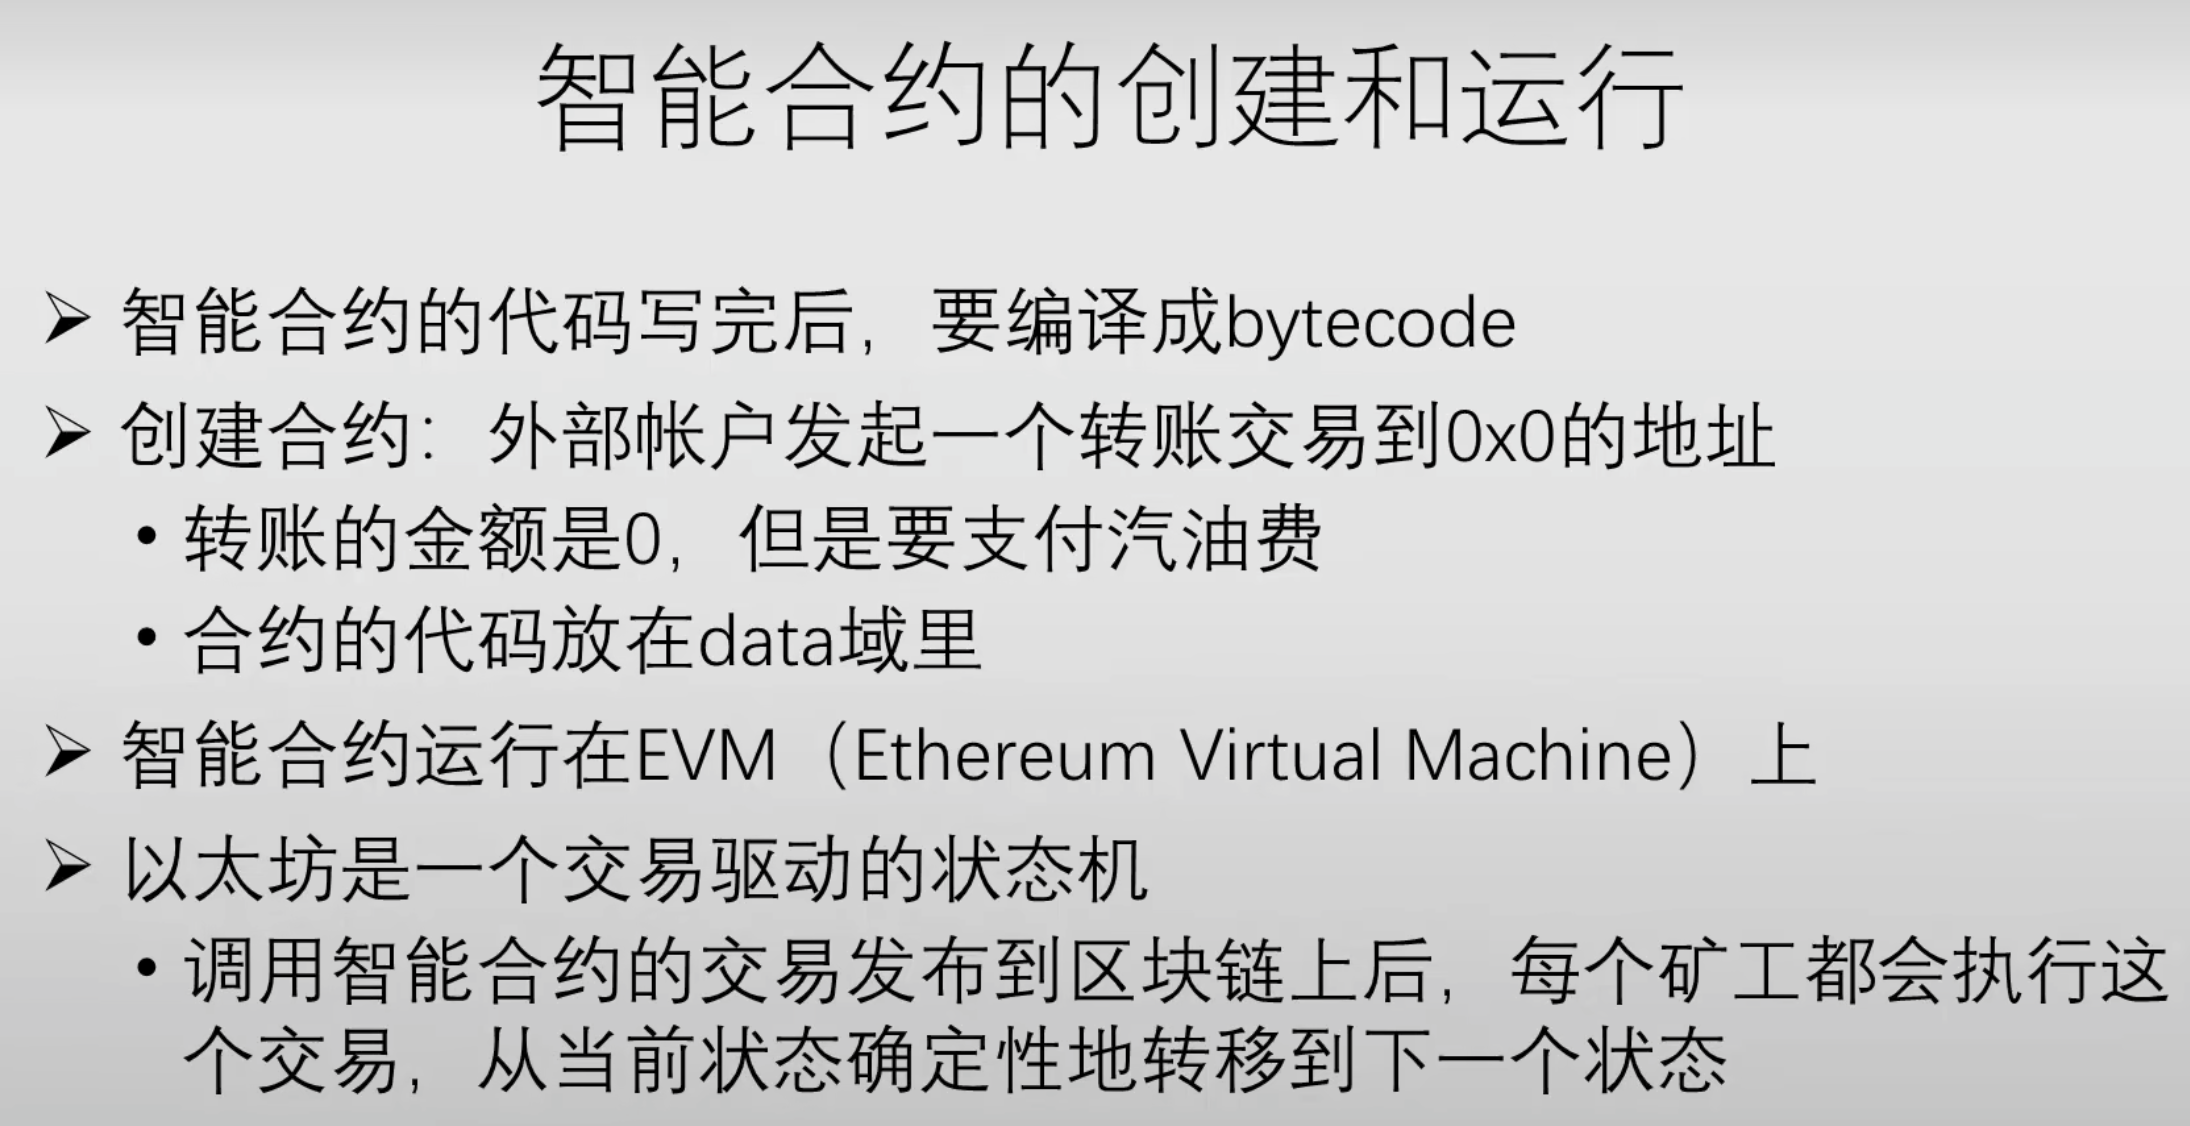 智能合约的创建和运行
智能合约的代码写完后，要编译成bytecode
创建合约：外部帐户发起一个转账交易到0x0的地址
转账的金额是0，但是要支付汽油费
合约的代码放在data域里
智能合约运行在EVM（Ethereum Virtual Machine）上
以太坊是一个交易驱动的状态机
调用智能合约的交易发布到区块链上后，每个矿工都会执行这
个交易，从当前状态确定性地转移到下一个状态